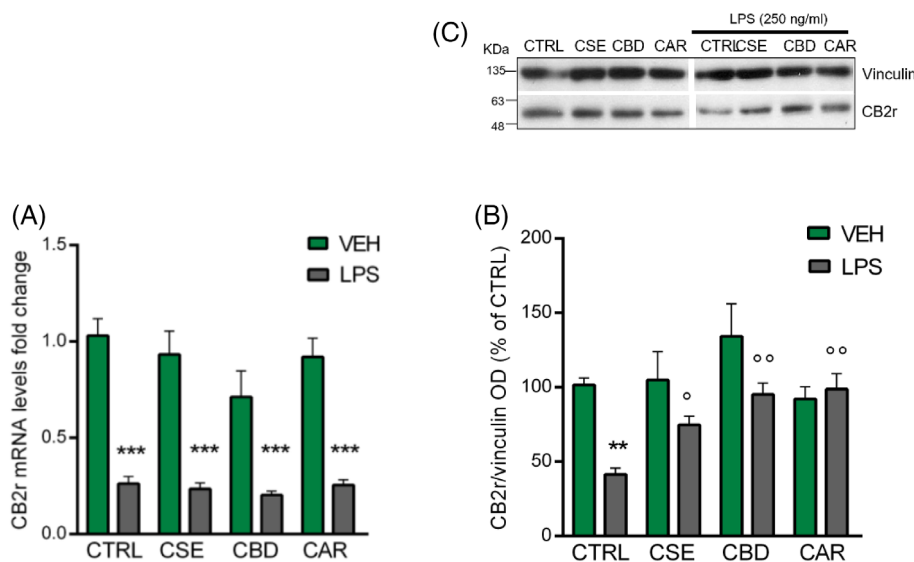 (C)
LPS (250 ng/ml)
KDa CTRL CSE CBD CAR CTRL CSE CBD CAR
135 Vinculin
63
CB2r
48
(A)
CB2r mRNA levels fold change
1.5
1.0
0.5
0.0
VEH
LPS
*** *** *** ***
CTRL CSE CBD CAR
(B)
CB2r/vinculin OD (% of CTRL)
200
150
100
50
0
VEH
LPS
** ° °° °°
CTRL CSE CBD CAR